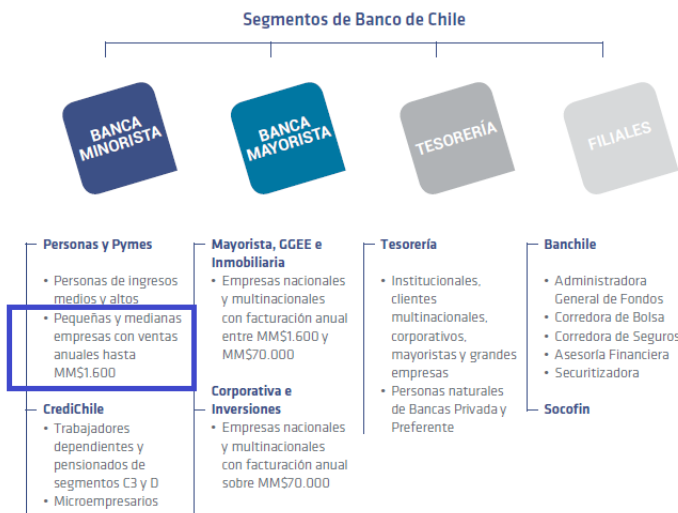 Segmentos de Banco de Chile
BANCA
MINORISTA
BANCA
MAYORISTA
TESORERÍA
FILIALES
Personas y Pymes
• Personas de ingresos
medios y altos
• Pequeñas y medianas
empresas con ventas
anuales hasta
MM$1.600
CrediChile
• Trabajadores
dependientes y
pensionados de
segmentos C3 y D
• Microempresarios
Mayorista, GGEE e
Inmobiliaria
• Empresas nacionales
y multinacionales
con facturación anual
entre MM$1.600 y
MM$70.000
Corporativa e
Inversiones
• Empresas nacionales
y multinacionales
con facturación anual
sobre MM$70.000
Tesorería
• Institucionales,
clientes
multinacionales,
corporativos,
mayoristas y grandes
empresas
• Personas naturales
de Bancas Privada y
Preferente
Banchile
• Administradora
General de Fondos
• Corredora de Bolsa
• Corredora de Seguros
• Asesoría Financiera
• Securitizadora
Socofin